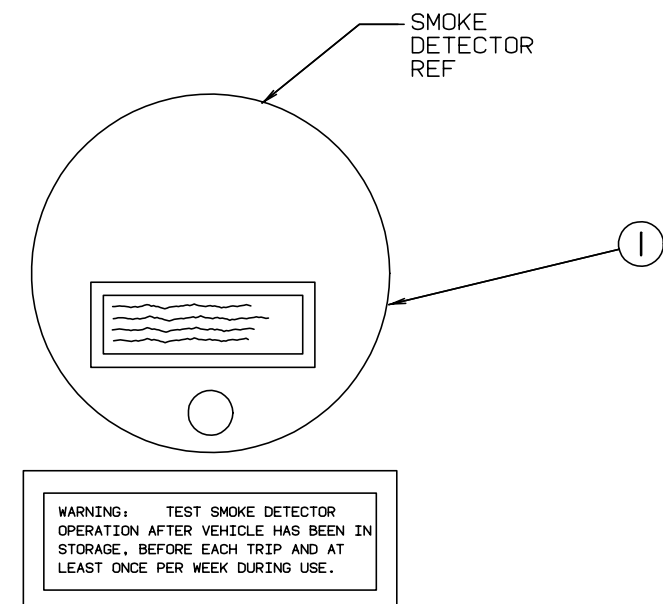 SMOKE
DETECTOR
REF
1
WARNING: TEST SMOKE DETECTOR
OPERATION AFTER VEHICLE HAS BEEN IN
STORAGE, BEFORE EACH TRIP AND AT
LEAST ONCE PER WEEK DURING USE.